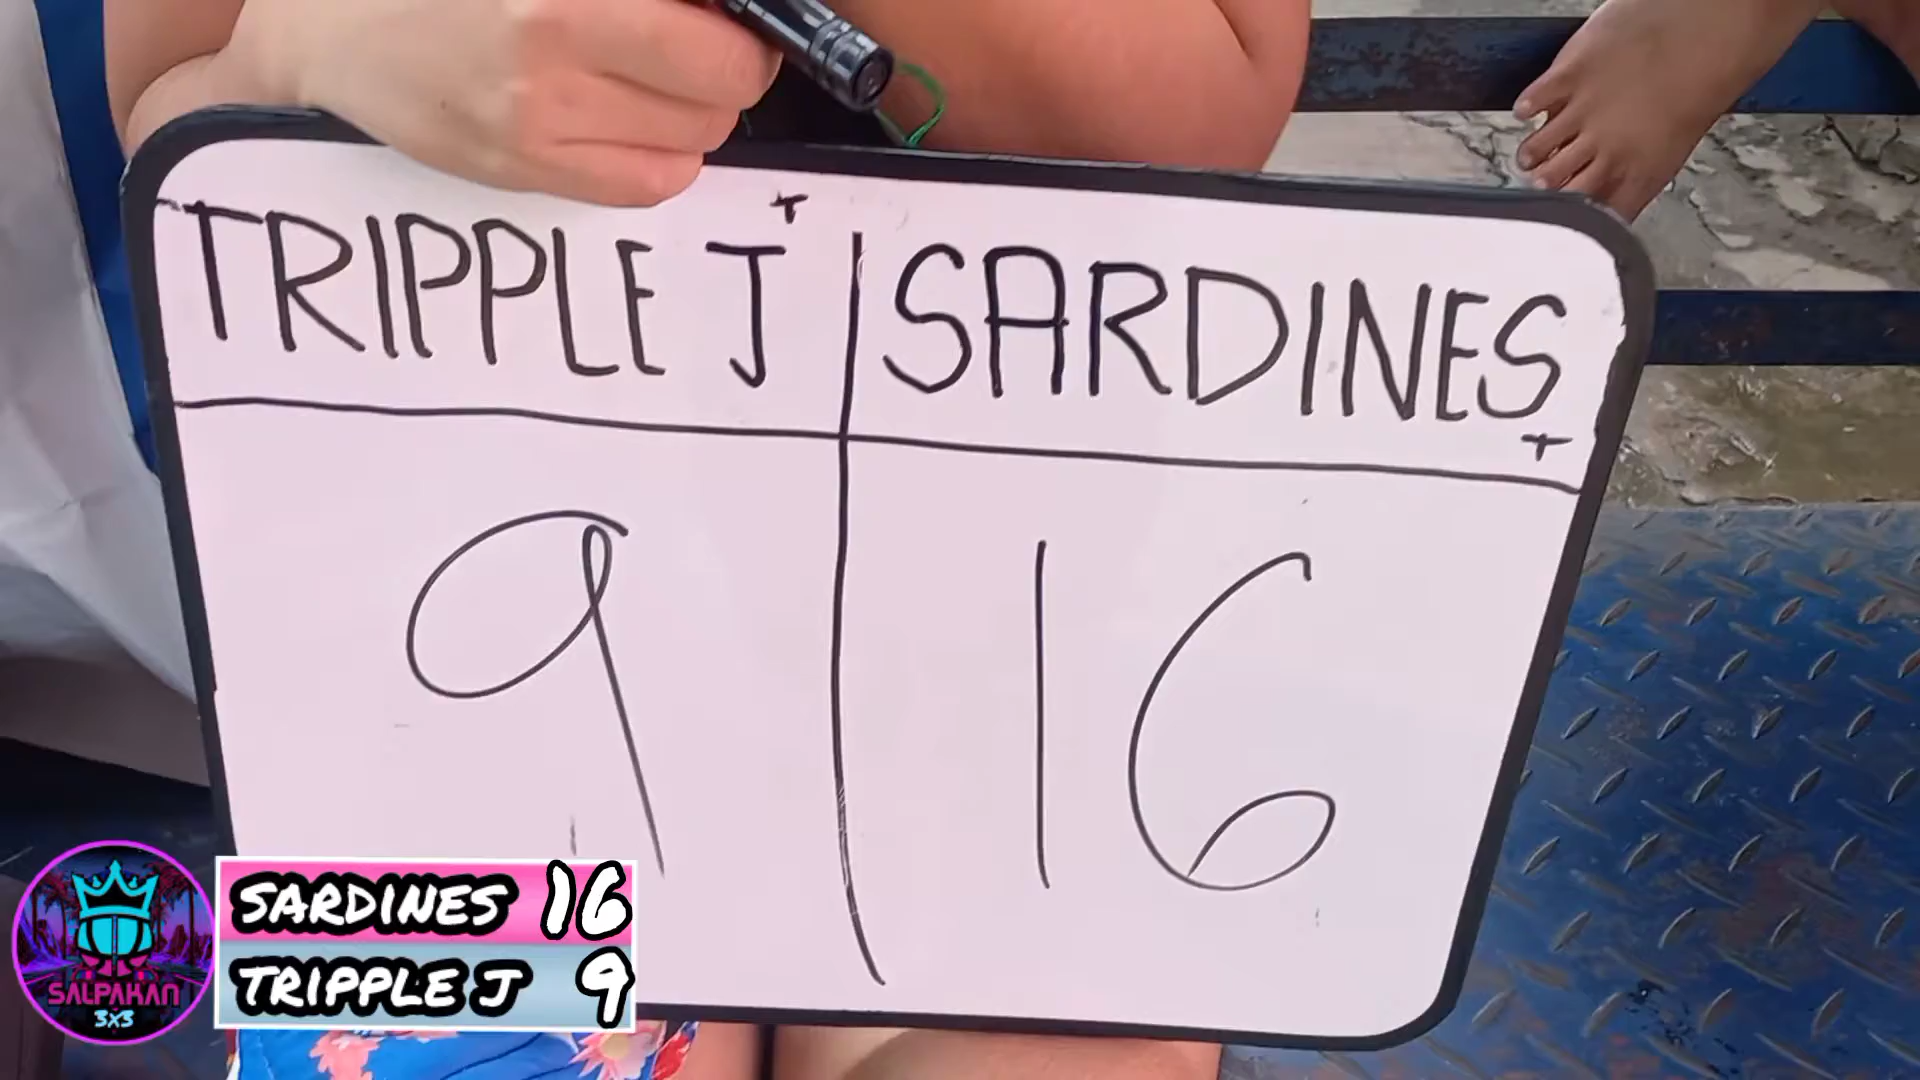 TRIPPLE J SARDINES
9 16
SARDINES 16
TRIPPLE J 9
SALPAKAN
3X3